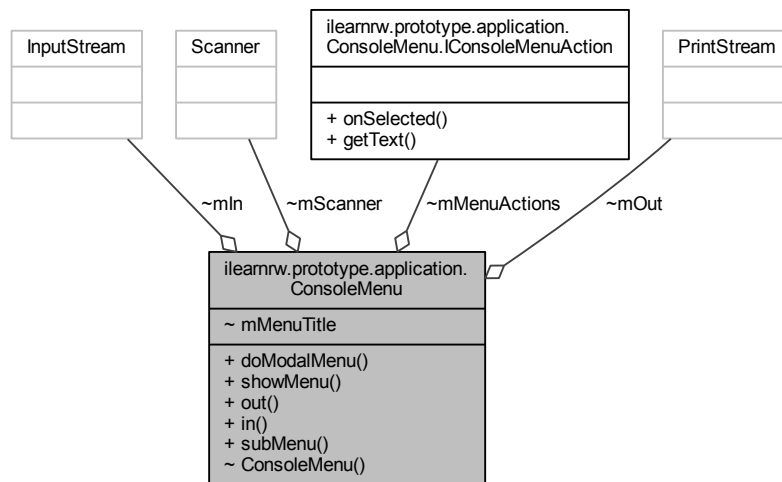 InputStream
Scanner
ilearnrw.prototype.application.
ConsoleMenu.IConsoleMenuAction
+ onSelected()
+ getText()
PrintStream
~mIn
~mScanner
~mMenuActions
~mOut
ilearnrw.prototype.application.
ConsoleMenu
~ mMenuTitle
+ doModalMenu()
+ showMenu()
+ out()
+ in()
+ subMenu()
~ ConsoleMenu()